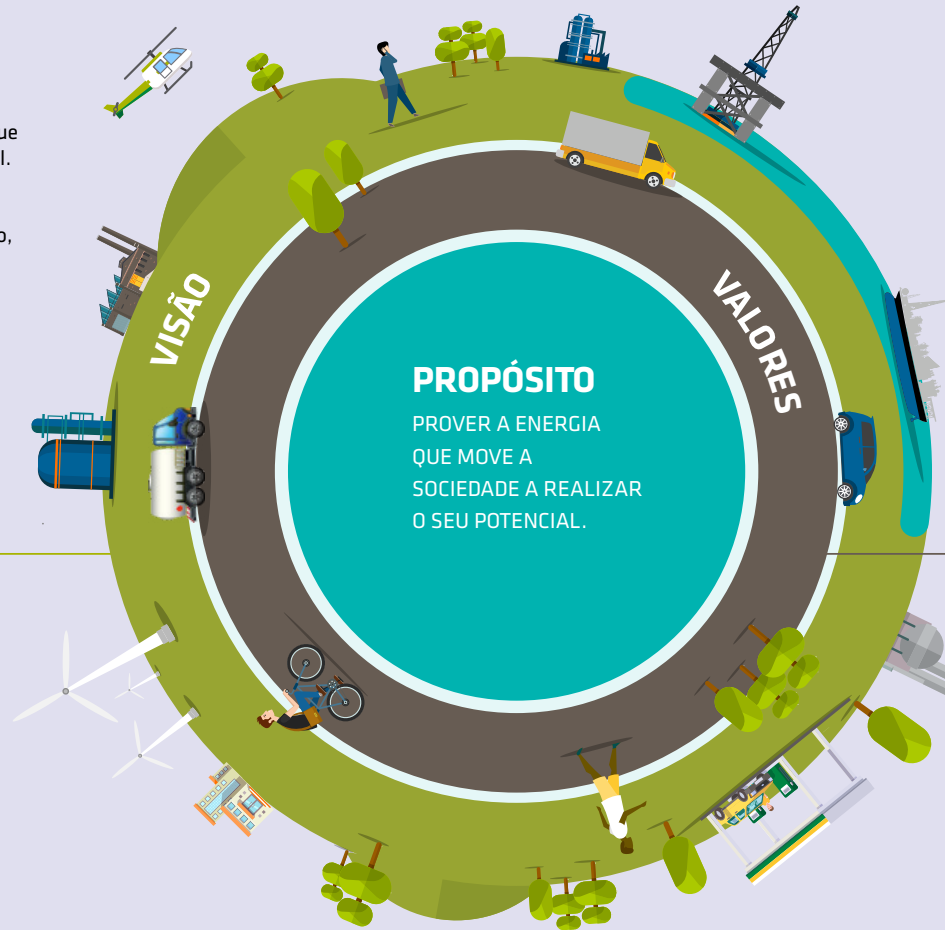 l.
o,
VISÃO
VALORES
PROPÓSITO
PROVER A ENERGIA
QUE MOVE A
SOCIEDADE A REALIZAR
O SEU POTENCIAL.